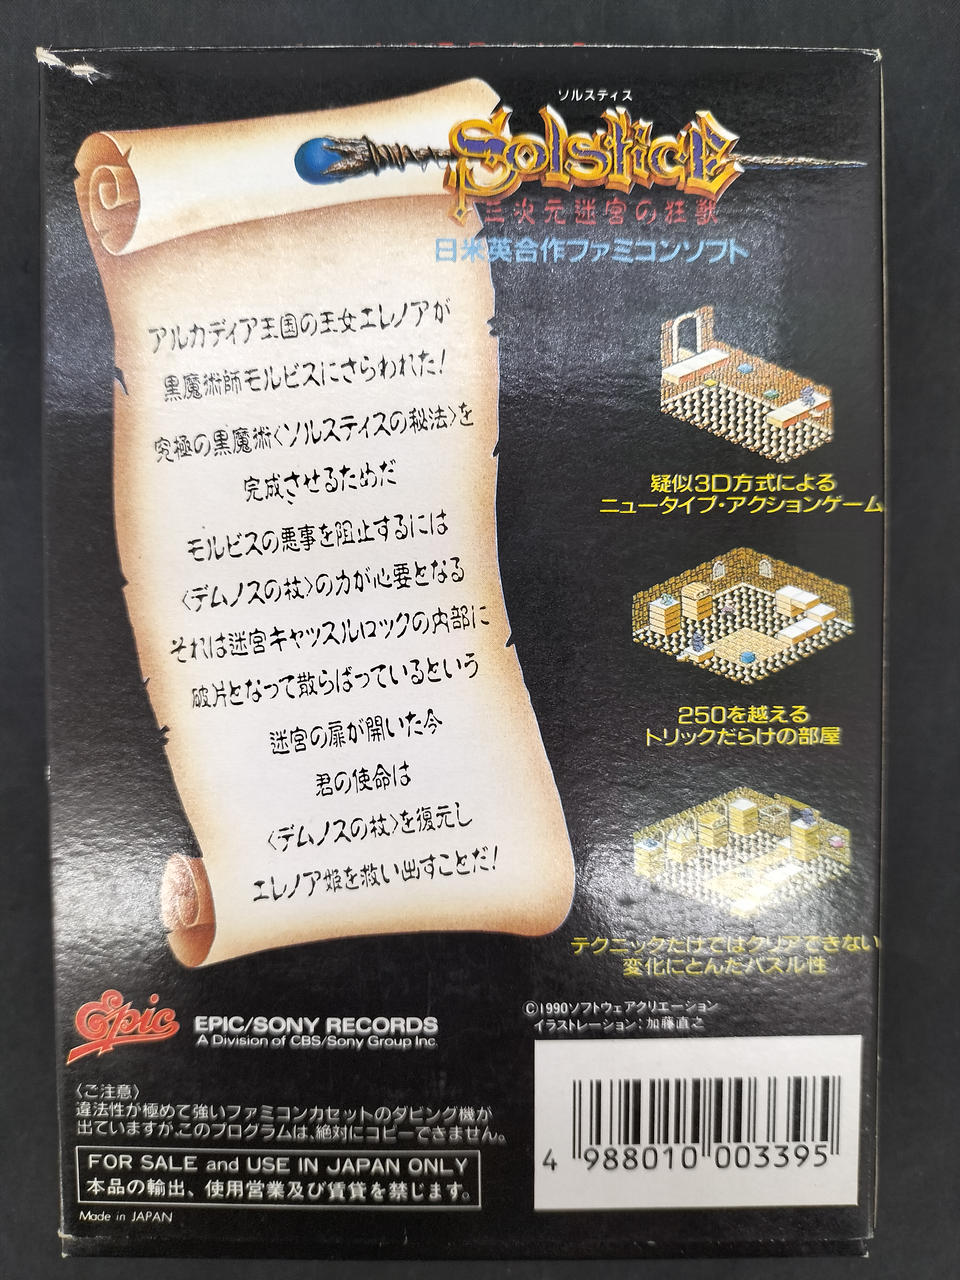 ソルスティス
Solstice
三次元迷宮の狂獣
日米英合作ファミコンソフト
アルカディア王国の王女エレノアが
黒魔術師モルビスにさらわれた!
究極の黒魔術〈ソルスティスの秘法〉を
完成させるためだ
モルビスの悪事を阻止するには
〈デムノスの杖〉の力が必要となる
それは迷宮キャッスルロックの内部に
破片となって散らばっているという
迷宮の扉が開いた今
君の使命は
〈デムノスの杖〉を復元し
エレノア姫を救い出すことだ!
疑似3D方式による
ニュータイプ・アクションゲーム
250を越える
トリックだらけの部屋
テクニックだけではクリアできない
変化にとんだパズル性
Epic
EPIC/SONY RECORDS
A Division of CBS/Sony Group Inc.
©1990ソフトウェアクリエーション
イラストレーション:加藤直之
〈ご注意〉
違法性が極めて強いファミコンカセットのダビング機が
出ていますが、このプログラムは、絶対にコピーできません。
FOR SALE and USE IN JAPAN ONLY
本品の輸出、使用営業及び賃貸を禁じます。
Made in JAPAN
4 988010 003395